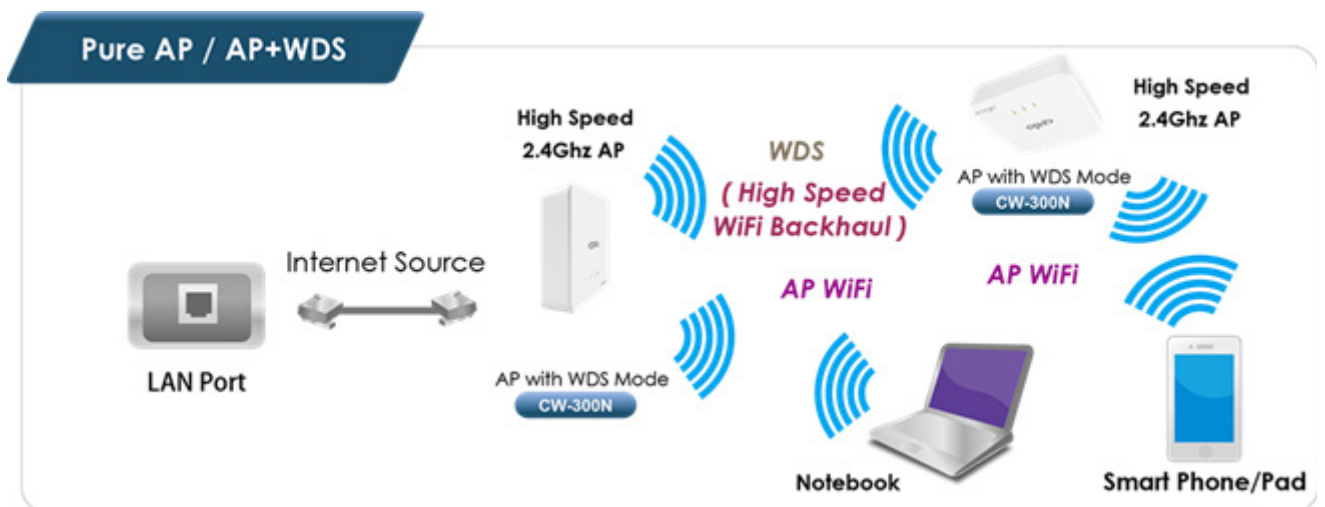 Pure AP / AP+WDS
High Speed
2.4Ghz AP
WDS
( High Speed
WiFi Backhaul )
High Speed
2.4Ghz AP
AP with WDS Mode
CW-300N
Internet Source
AP WiFi
AP WiFi
LAN Port
AP with WDS Mode
CW-300N
Notebook
Smart Phone/Pad